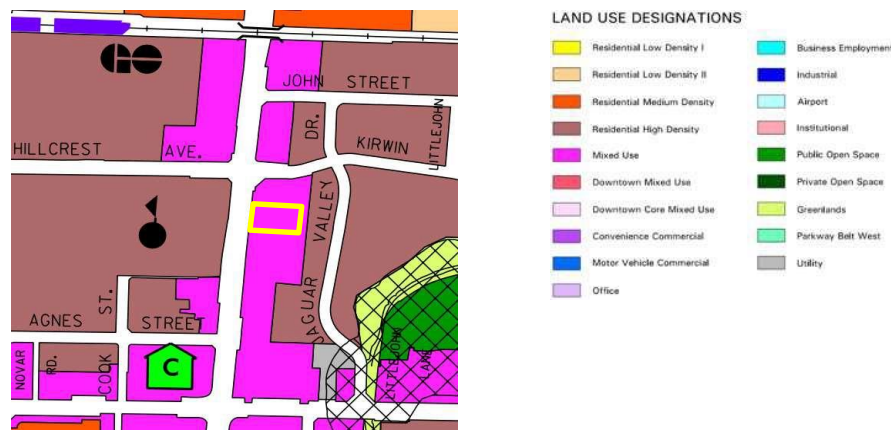 GO
JOHN STREET
DR.
KIRWIN
LITTLEJOHN
HILLCREST AVE.
JAGUAR VALLEY
ST.
AGNES STREET
NOVAR
RD.
COOK
C
LITTLEJOHN
LANE
LAND USE DESIGNATIONS
Residential Low Density I
Residential Low Density II
Residential Medium Density
Residential High Density
Mixed Use
Downtown Mixed Use
Downtown Core Mixed Use
Convenience Commercial
Motor Vehicle Commercial
Office
Business Employment
Industrial
Airport
Institutional
Public Open Space
Private Open Space
Greenlands
Parkway Belt West
Utility